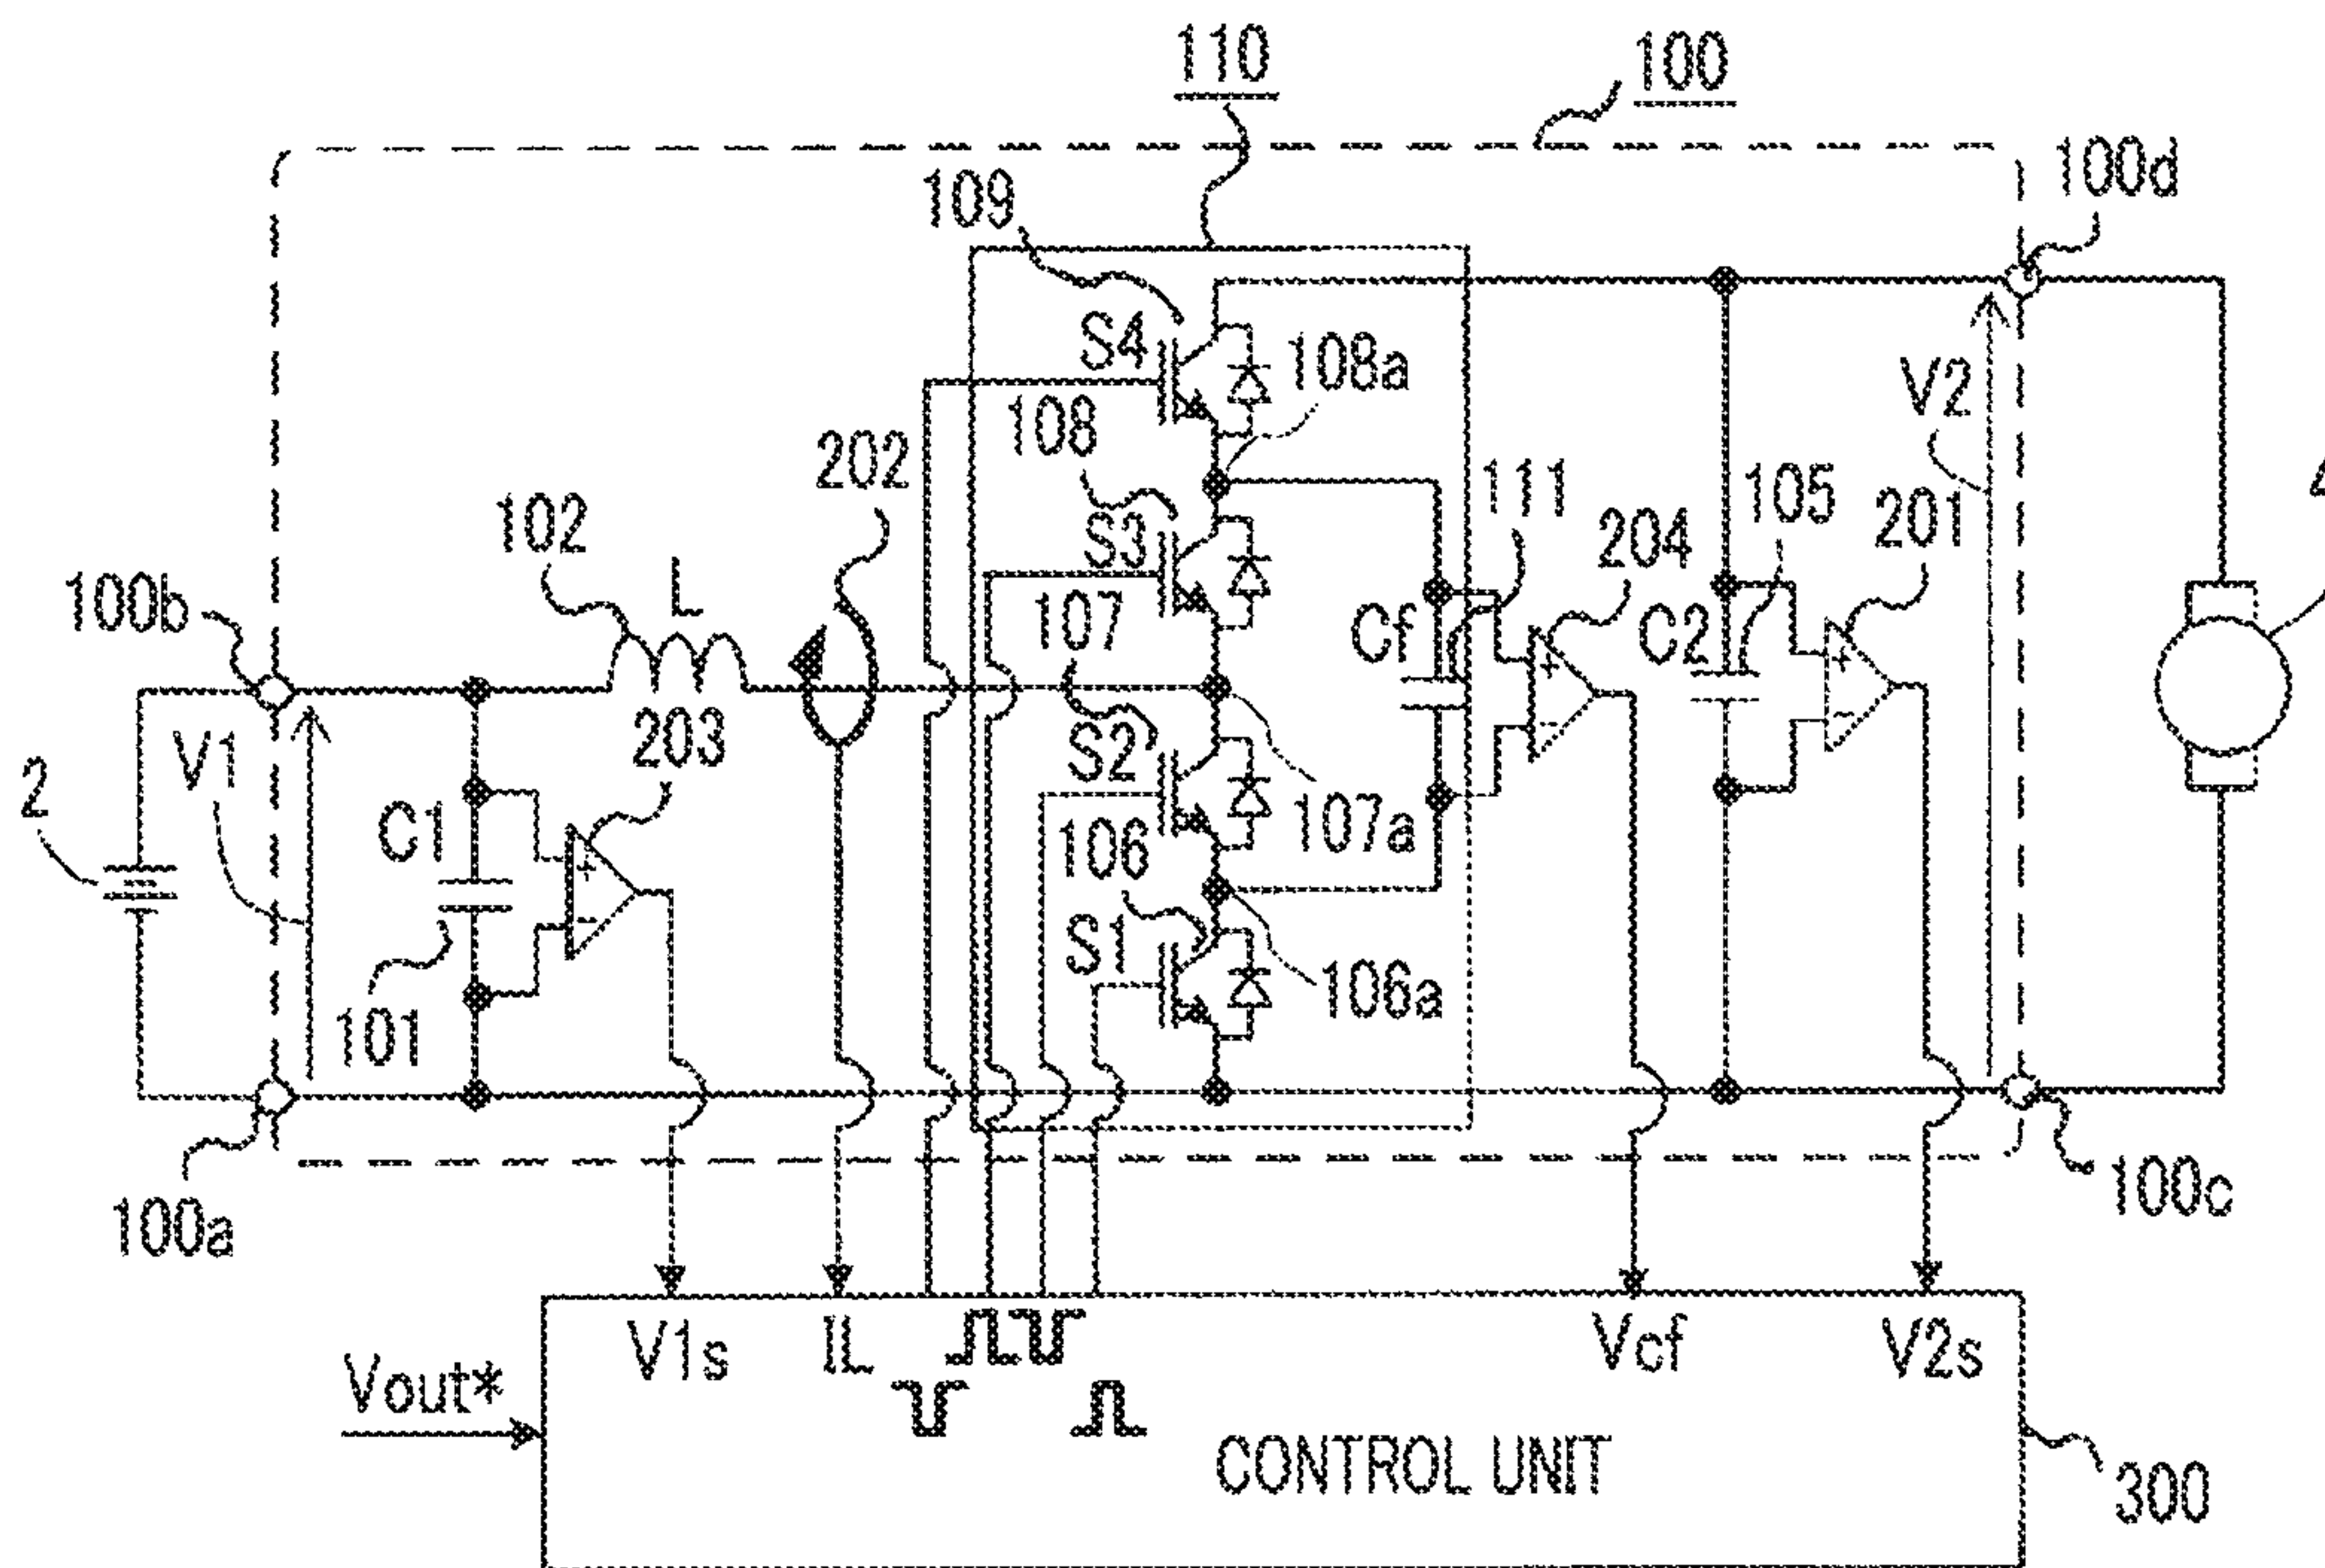 110
100
109
100d
S4
108a
V2
108
202
111
105
201
102
L
S3
204
100b
107
Cf
C2
4
V1
203
S2
2
C1
106
107a
S1
106a
101
100a
100c
V1s
IL
Vcf
V2s
Vout*
CONTROL UNIT
300